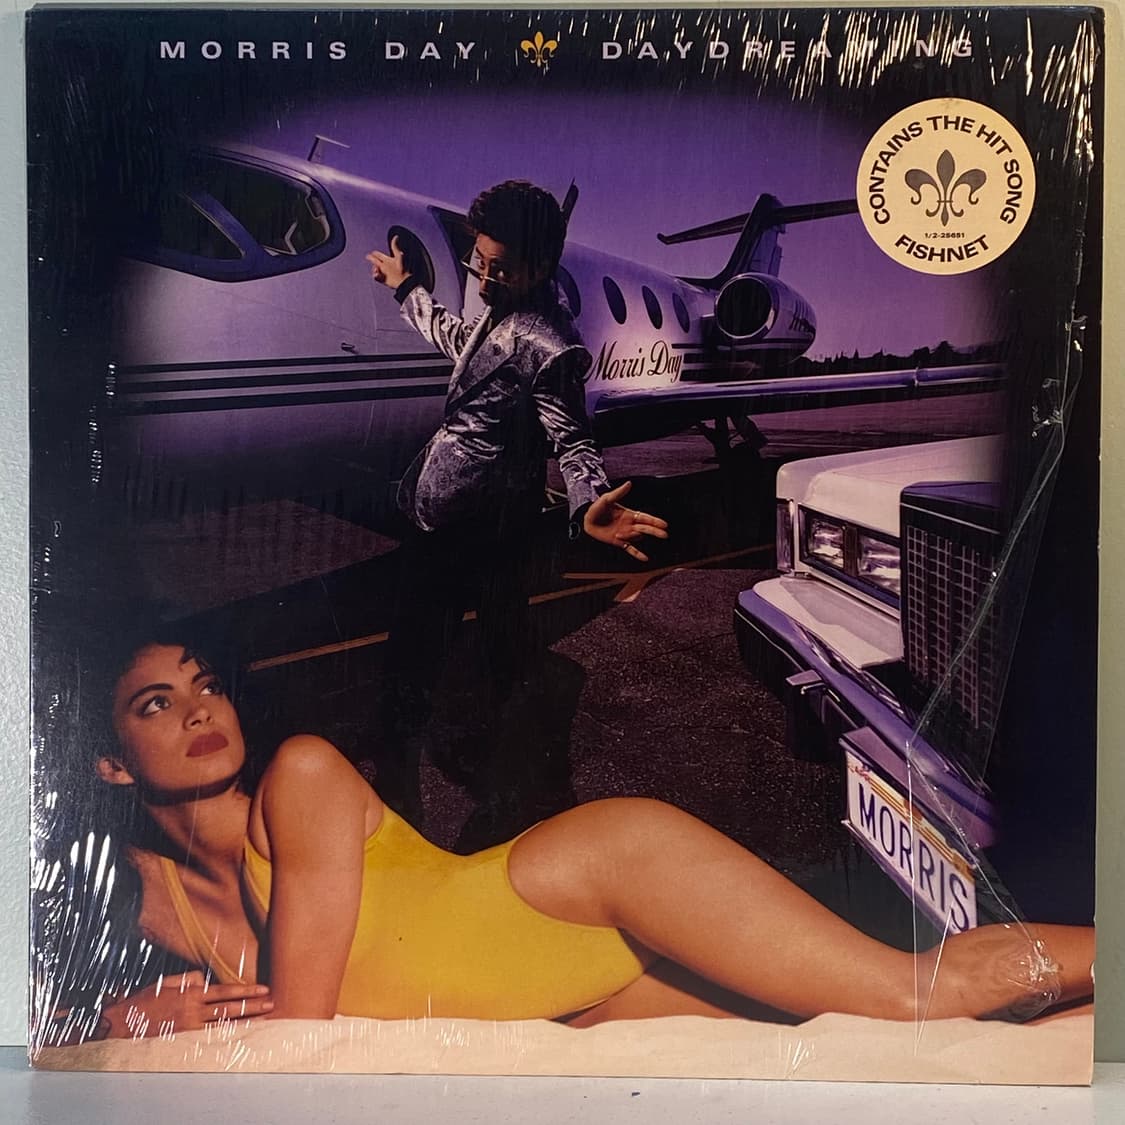 MORRIS DAY DAYDREAMING
CONTAINS THE HIT SONG
1/2-25651
FISHNET
Morris Day
MORRIS